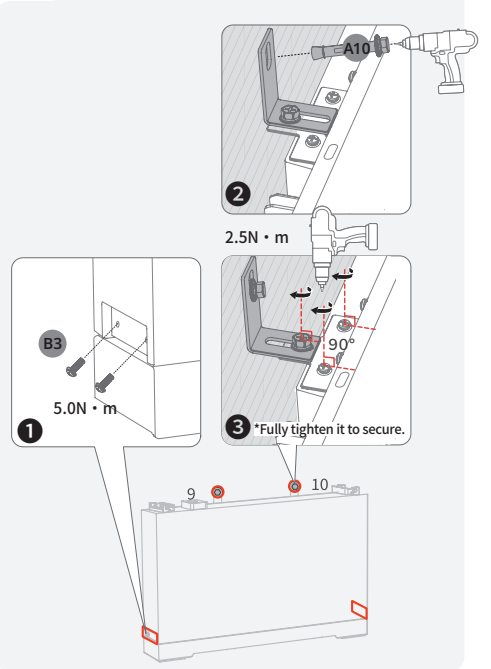 A10
2
2.5N · m
B3
5.0N · m
1
90°
3 *Fully tighten it to secure.
9
10